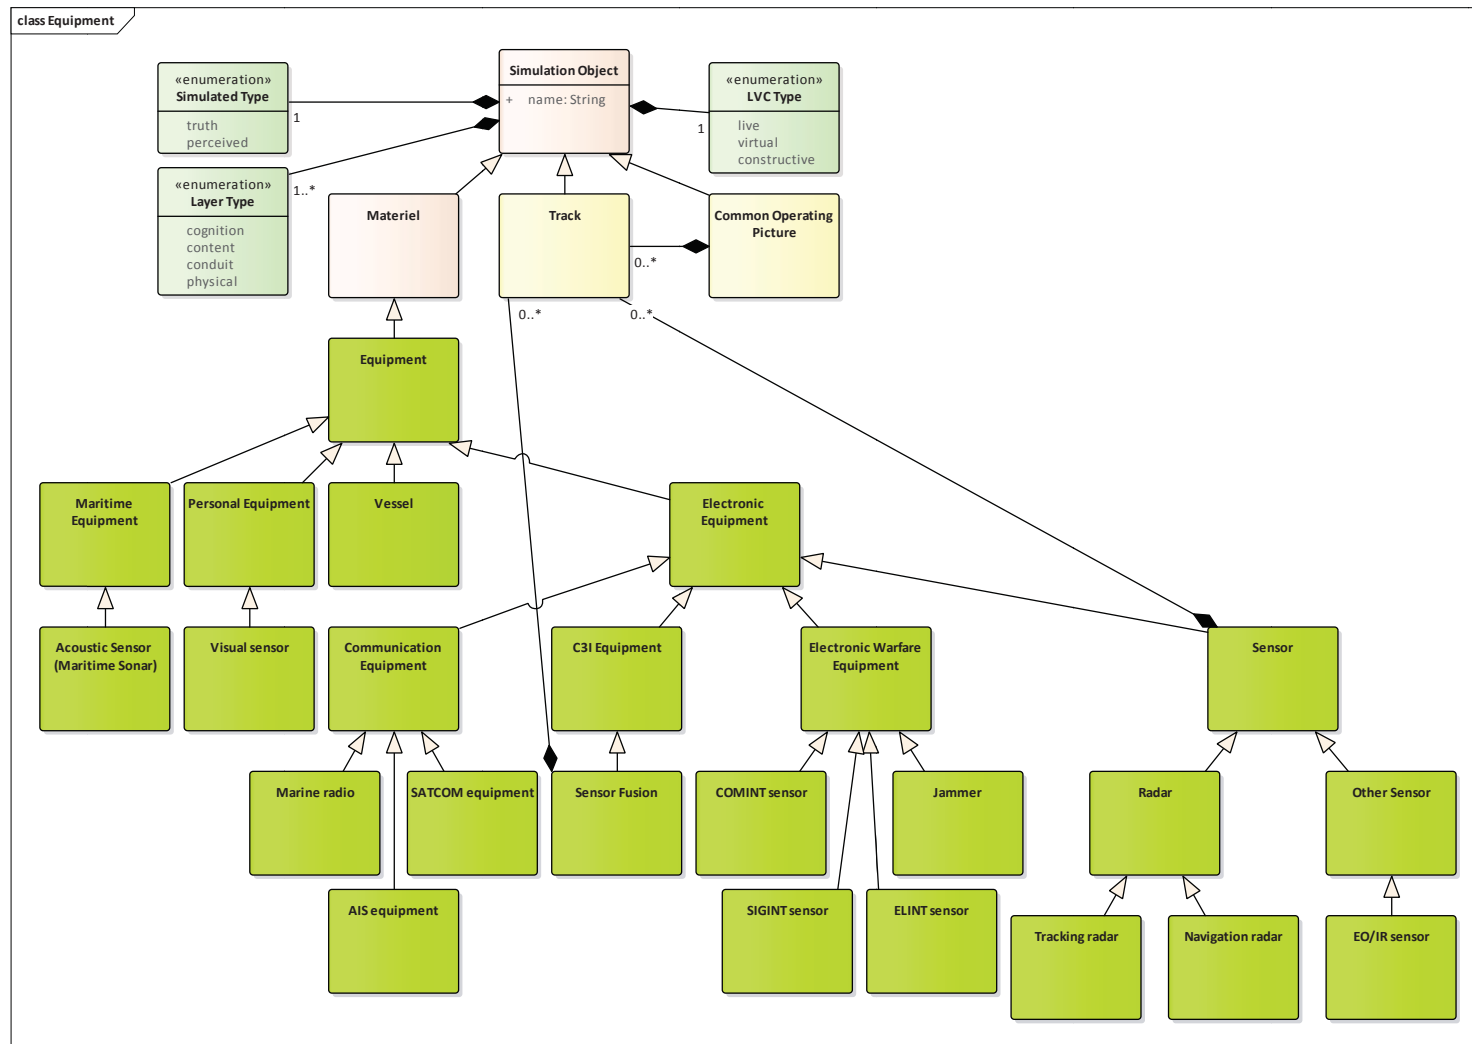 class Equipment
«enumeration»
Simulated Type
truth
perceived
1
Simulation Object
+ name: String
«enumeration»
LVC Type
live
virtual
constructive
1
«enumeration»
Layer Type
cognition
content
conduit
physical
1..*
Materiel
Track
Common Operating
Picture
0..*
0..*
0..*
Equipment
Maritime
Equipment
Personal Equipment
Vessel
Electronic
Equipment
Acoustic Sensor
(Maritime Sonar)
Visual sensor
Communication
Equipment
C3I Equipment
Electronic Warfare
Equipment
Sensor
Marine radio
SATCOM equipment
Sensor Fusion
COMINT sensor
Jammer
Radar
Other Sensor
AIS equipment
SIGINT sensor
ELINT sensor
Tracking radar
Navigation radar
EO/IR sensor